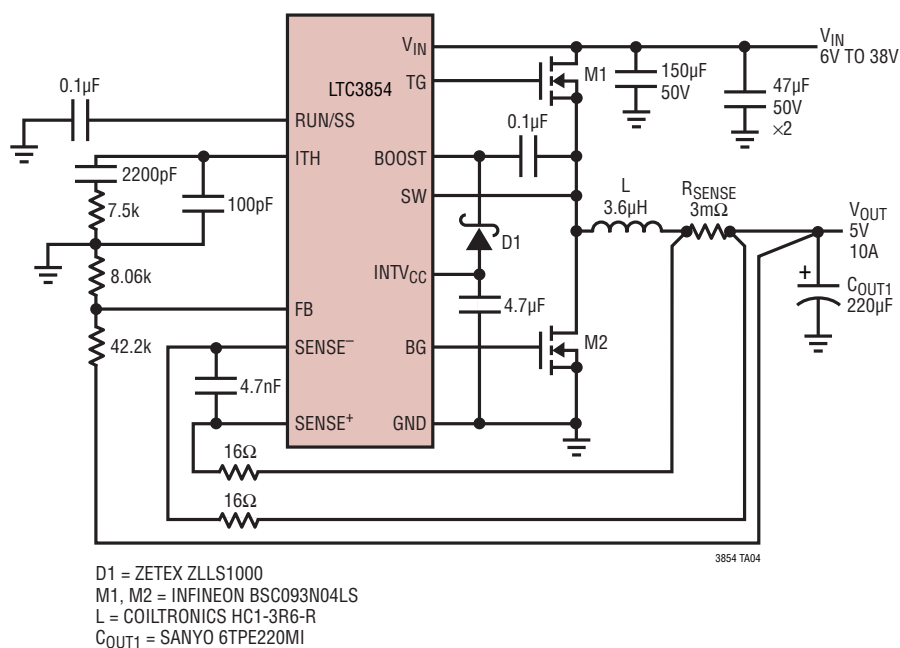 VIN
6V TO 38V
VIN
M1
150µF
50V
47µF
50V
×2
LTC3854
TG
0.1µF
RUN/SS
0.1µF
ITH
BOOST
2200pF
100pF
7.5k
SW
L
3.6µH
RSENSE
3mΩ
VOUT
5V
10A
D1
8.06k
INTVCC
4.7µF
+
COUT1
220µF
FB
42.2k
SENSE–
BG
M2
4.7nF
SENSE+
GND
16Ω
16Ω
3854 TA04
D1 = ZETEX ZLLS1000
M1, M2 = INFINEON BSC093N04LS
L = COILTRONICS HC1-3R6-R
COUT1 = SANYO 6TPE220MI